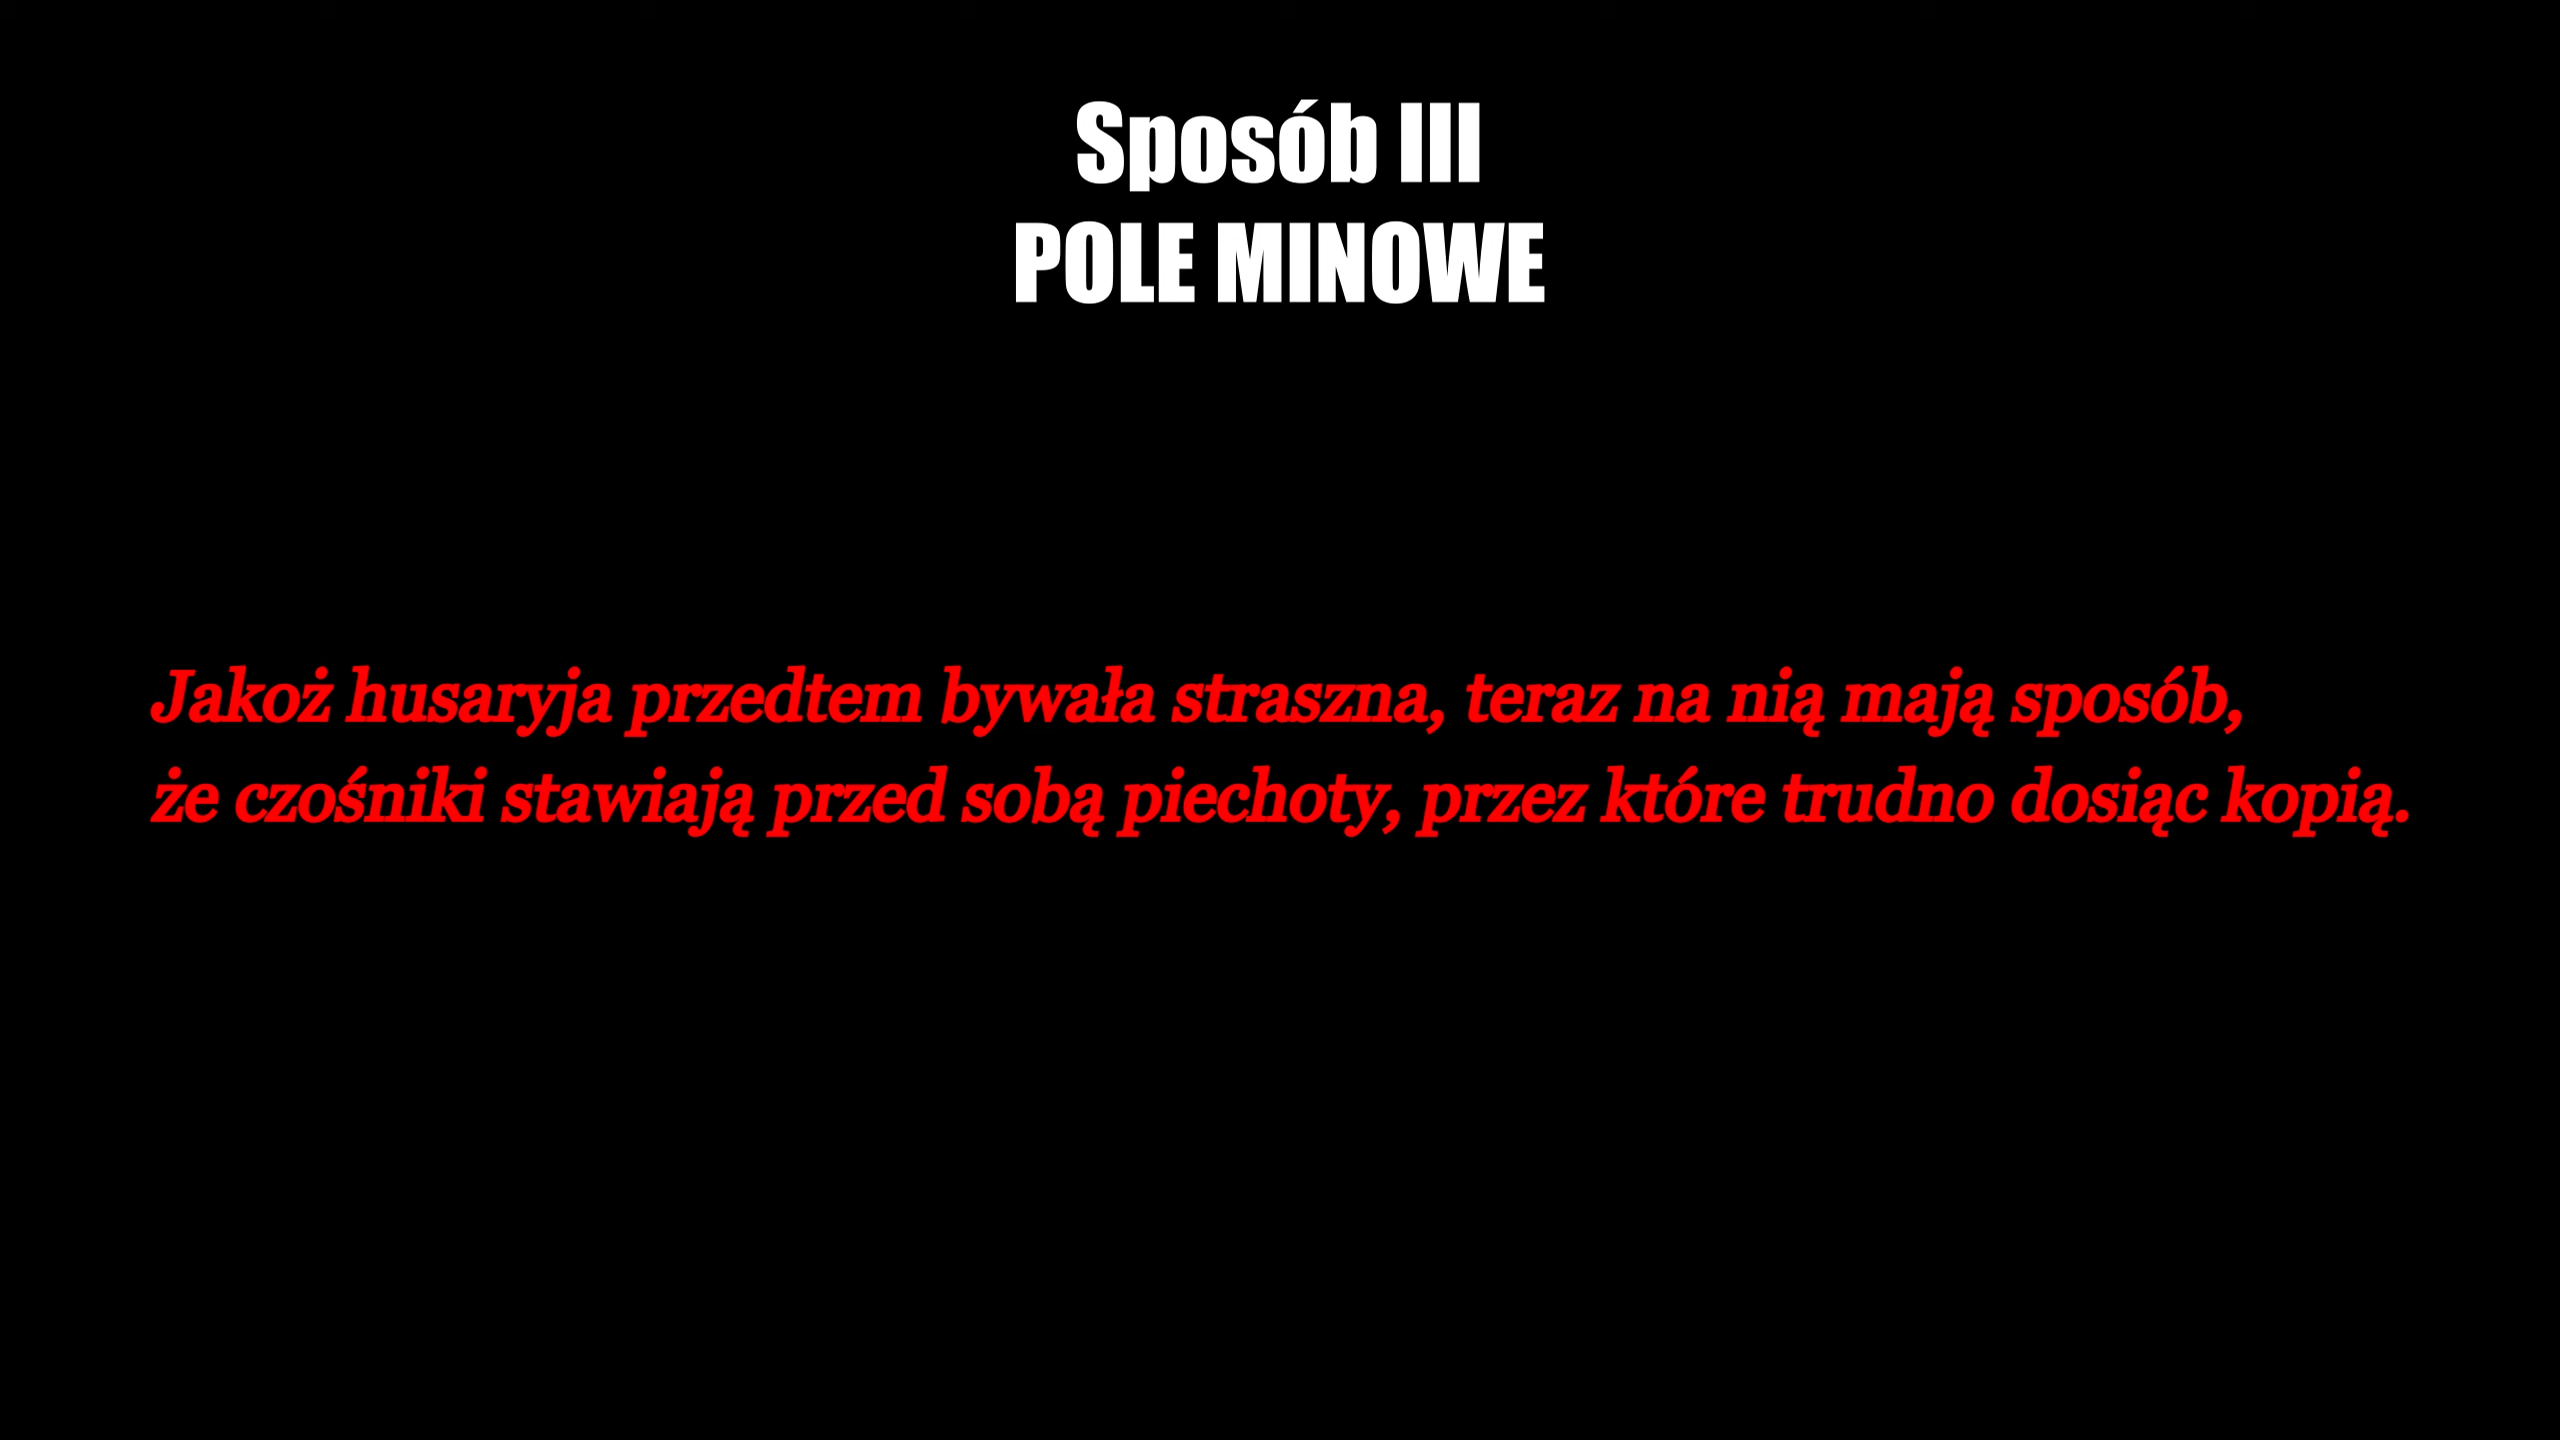 Sposób III
POLE MINOWE
Jakoż husaryja przedtem bywała straszna, teraz na nią mają sposób,
że czośniki stawiają przed sobą piechoty, przez które trudno dosiąc kopią.